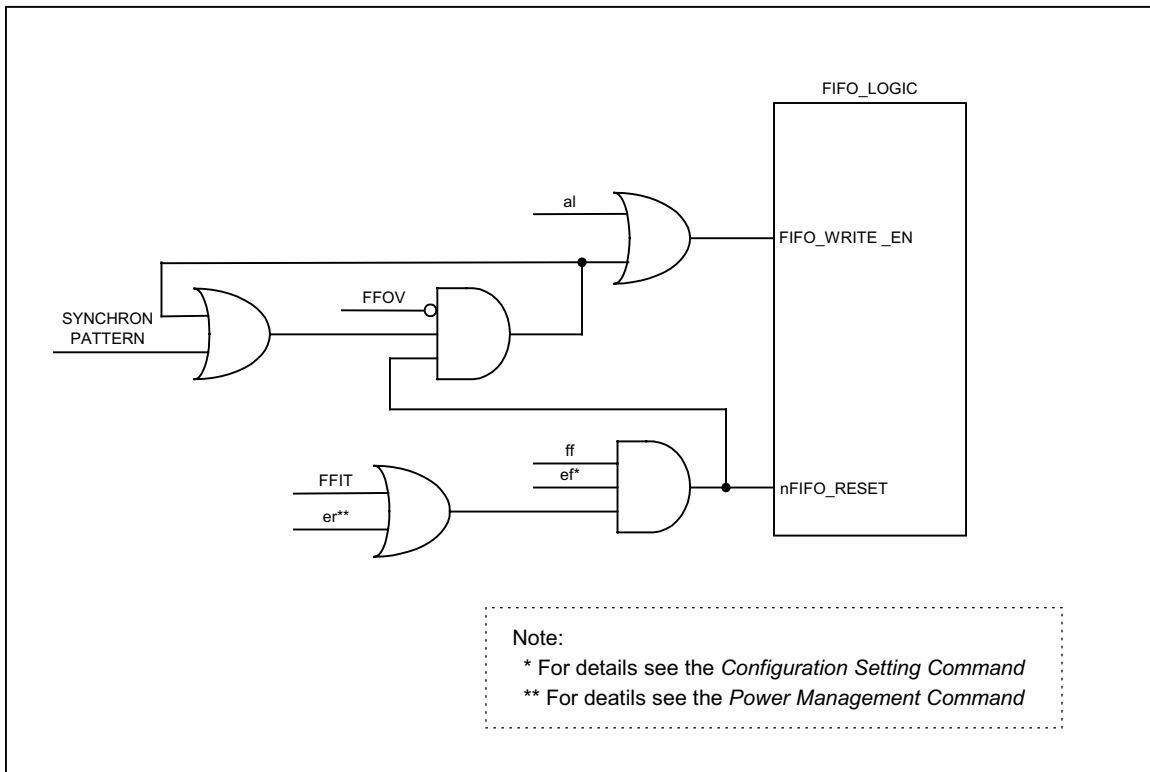 FIFO_LOGIC
al
FIFO_WRITE _EN
FFOV
SYNCHRON
PATTERN
ff
ef*
FFIT
nFIFO_RESET
er**
Note:
* For details see the Configuration Setting Command
** For deatils see the Power Management Command